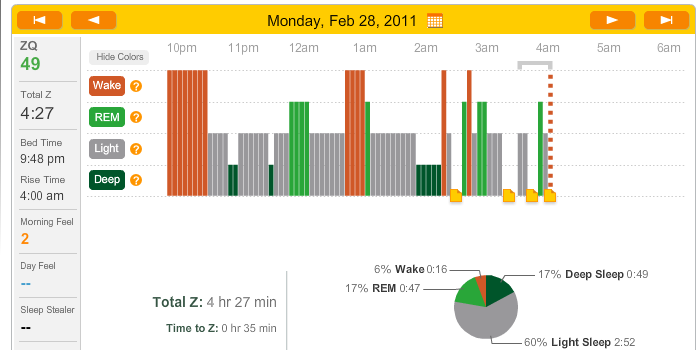 Monday, Feb 28, 2011
ZQ
49
Total Z
4:27
Bed Time
9:48 pm
Rise Time
4:00 am
Morning Feel
2
Day Feel
--
Sleep Stealer
--
Hide Colors
10pm 11pm 12am 1am 2am 3am 4am 5am 6am
Wake ?
REM ?
Light ?
Deep ?
Total Z: 4 hr 27 min
Time to Z: 0 hr 35 min
6% Wake 0:16
17% REM 0:47
17% Deep Sleep 0:49
60% Light Sleep 2:52